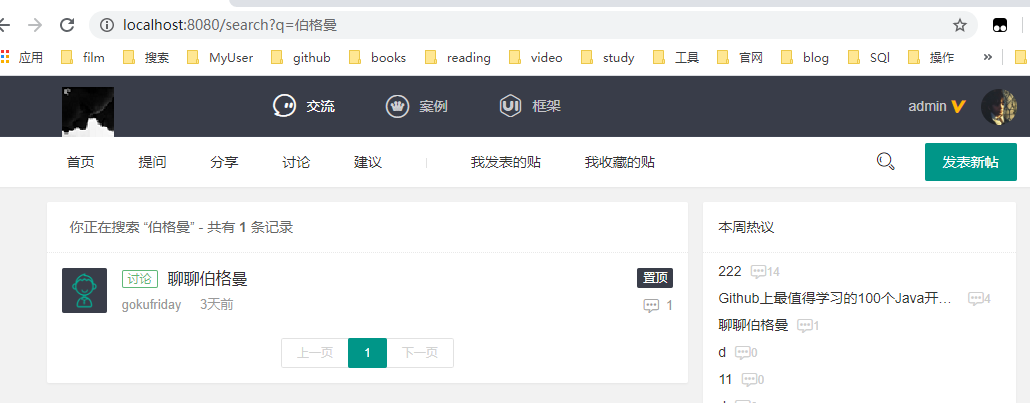 localhost:8080/search?q=伯格曼
应用 film 搜索 MyUser github books reading video study 工具 官网 blog SQl 操作 »
交流 案例 UI 框架 admin
首页 提问 分享 讨论 建议 我发表的贴 我收藏的贴 发表新帖
你正在搜索 “伯格曼” - 共有 1 条记录
讨论 聊聊伯格曼 置顶
gokufriday 3天前 1
上一页 1 下一页
本周热议
222 14
Github上最值得学习的100个Java开... 4
聊聊伯格曼 1
d 0
11 0